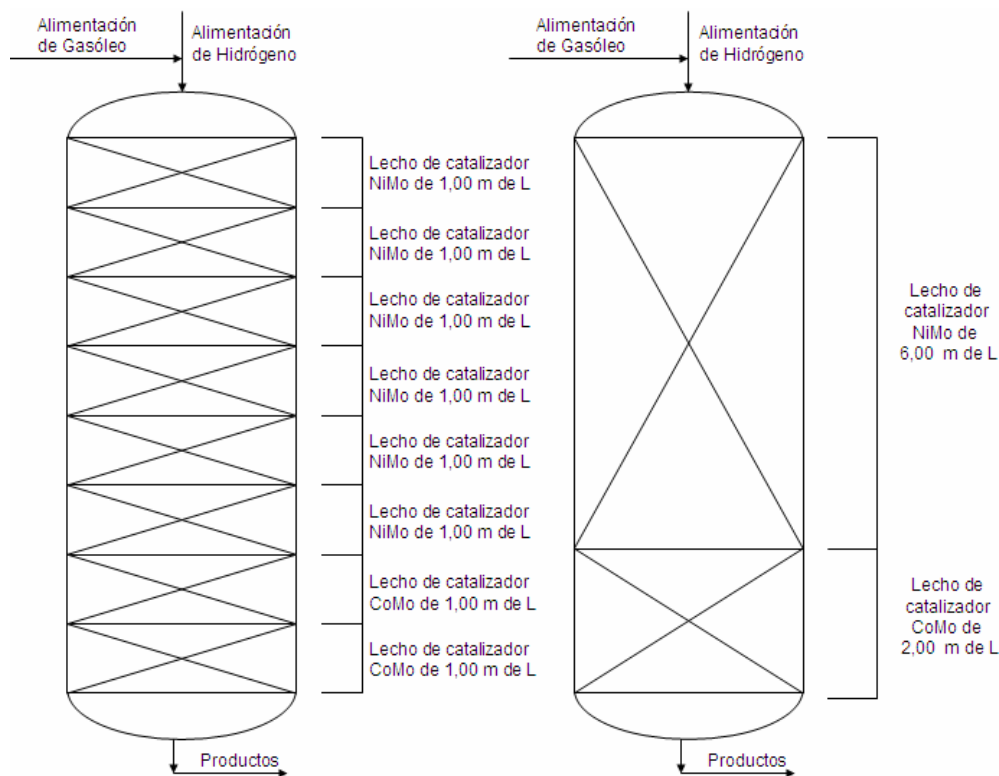 Alimentación
de Gasóleo
Alimentación
de Hidrógeno
Lecho de catalizador
NiMo de 1,00 m de L
Lecho de catalizador
NiMo de 1,00 m de L
Lecho de catalizador
NiMo de 1,00 m de L
Lecho de catalizador
NiMo de 1,00 m de L
Lecho de catalizador
NiMo de 1,00 m de L
Lecho de catalizador
NiMo de 1,00 m de L
Lecho de catalizador
CoMo de 1,00 m de L
Lecho de catalizador
CoMo de 1,00 m de L
Productos
Alimentación
de Gasóleo
Alimentación
de Hidrógeno
Lecho de
catalizador
NiMo de
6,00 m de L
Lecho de
catalizador
CoMo de
2,00 m de L
Productos